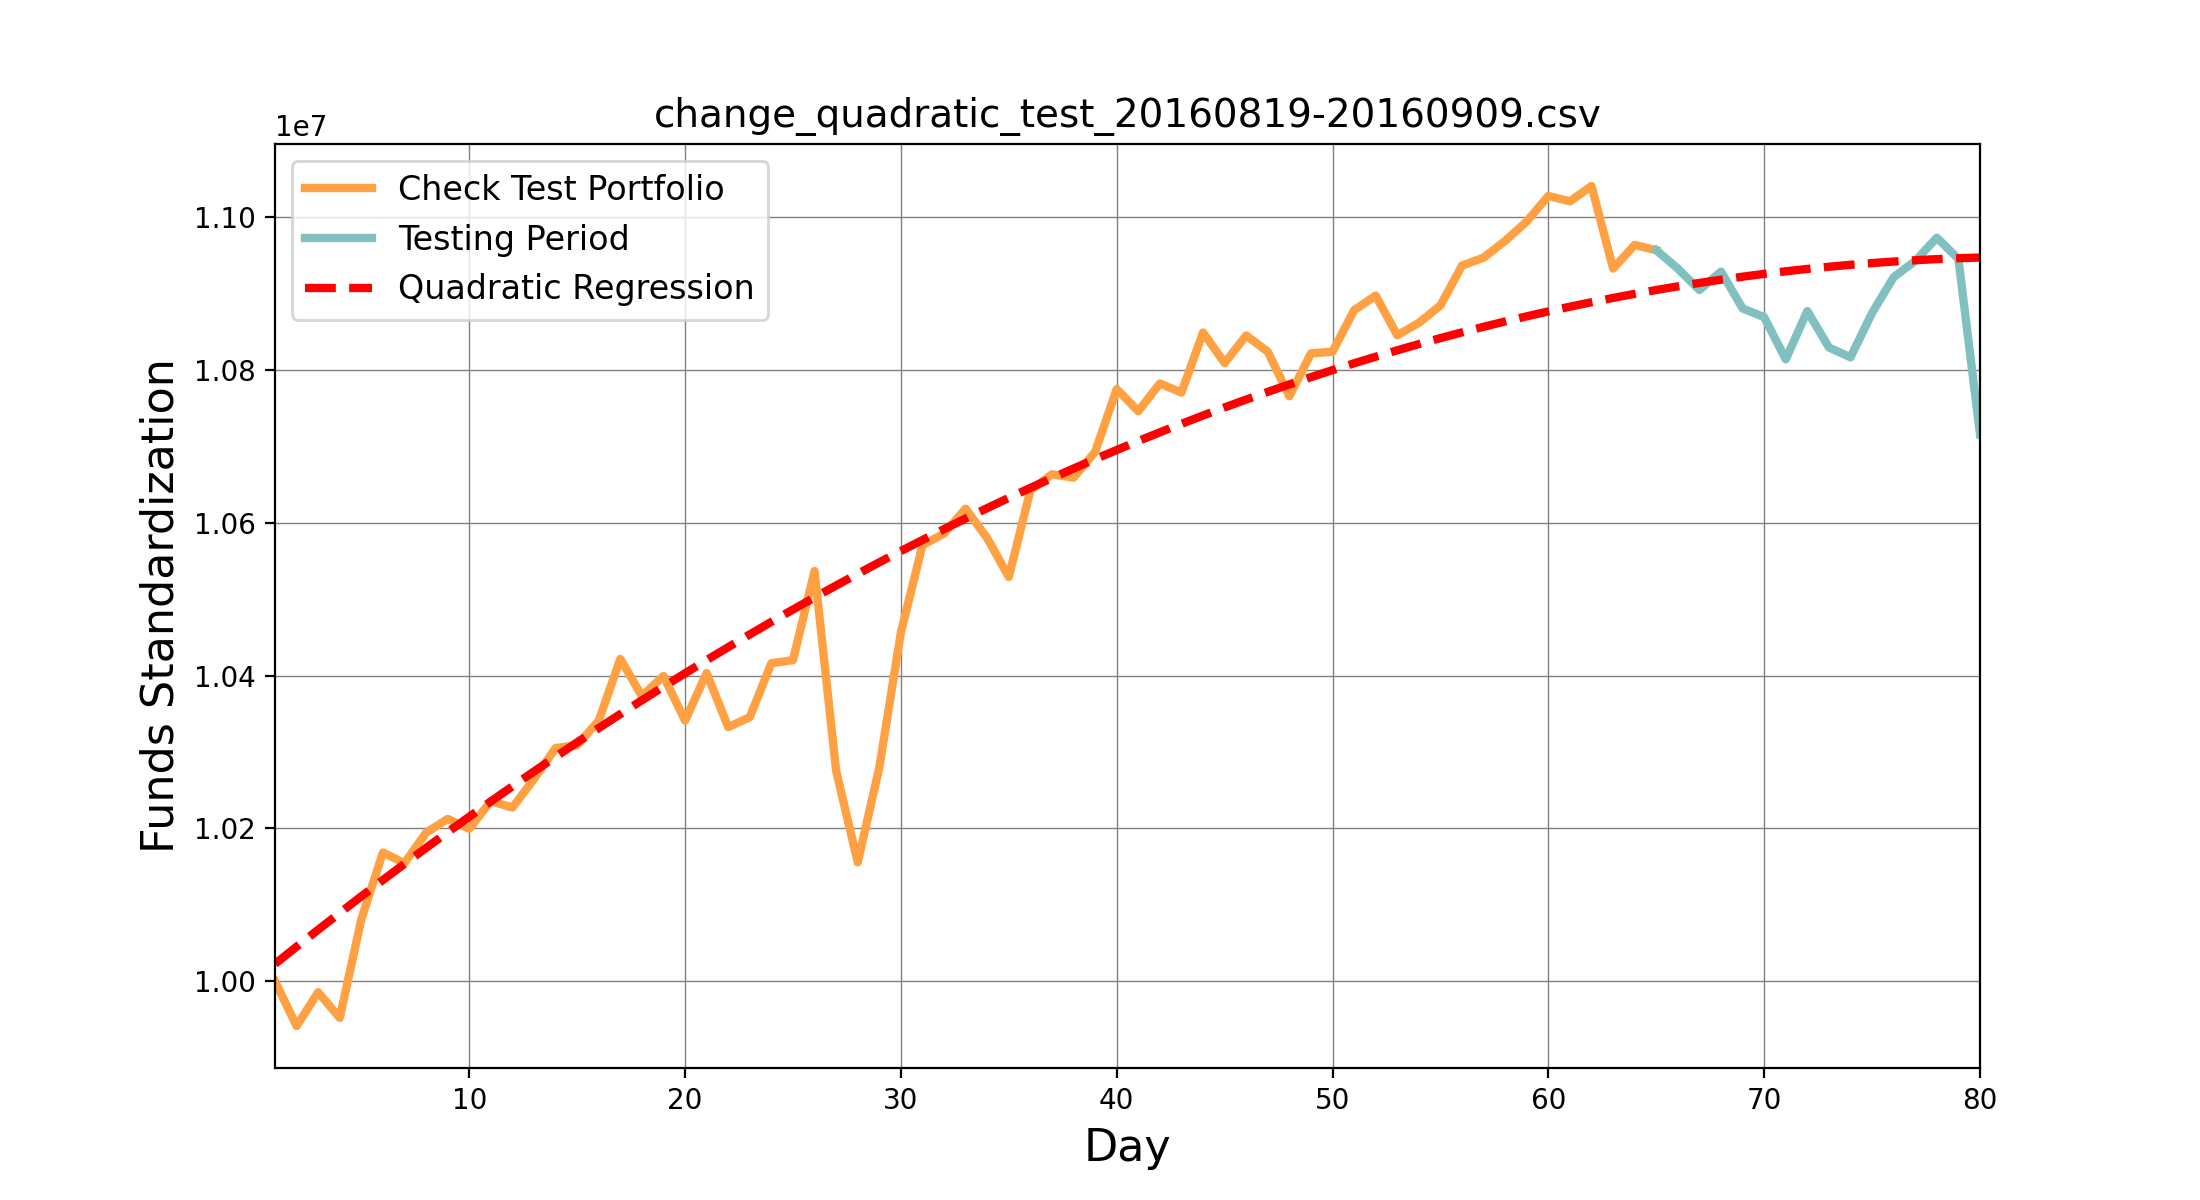 change_quadratic_test_20160819-20160909.csv
1e7
Check Test Portfolio
Testing Period
Quadratic Regression
1.10
1.08
1.06
1.04
1.02
1.00
Funds Standardization
10 20 30 40 50 60 70 80
Day